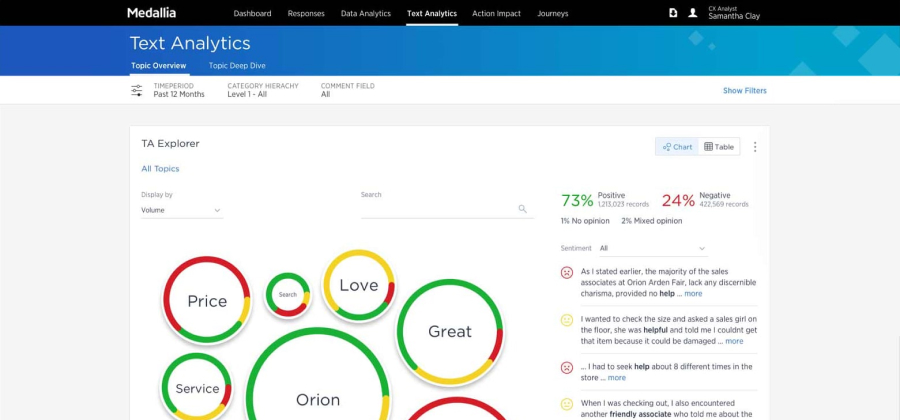 Medallia
Dashboard Responses Data Analytics Text Analytics Action Impact Journeys
CX Analyst
Samantha Clay
Text Analytics
Topic Overview Topic Deep Dive
TIMEPERIOD
Past 12 Months
CATEGORY HIERACHY
Level 1 - All
COMMENT FIELD
All
Show Filters
TA Explorer
Chart Table
All Topics
Display by
Volume
Search
Price
Search
Love
Great
Service
Orion
73% Positive
1,213,023 records
24% Negative
422,569 records
1% No opinion 2% Mixed opinion
Sentiment All
As I stated earlier, the majority of the sales
associates at Orion Arden Fair, lack any discernible
charisma, provided no help ... more
I wanted to check the size and asked a sales girl on
the floor, she was helpful and told me I couldnt get
that item because it could be damaged ... more
... I had to seek help about 8 different times in the
store ... more
When I was checking out, I also encountered
another friendly associate who told me about the